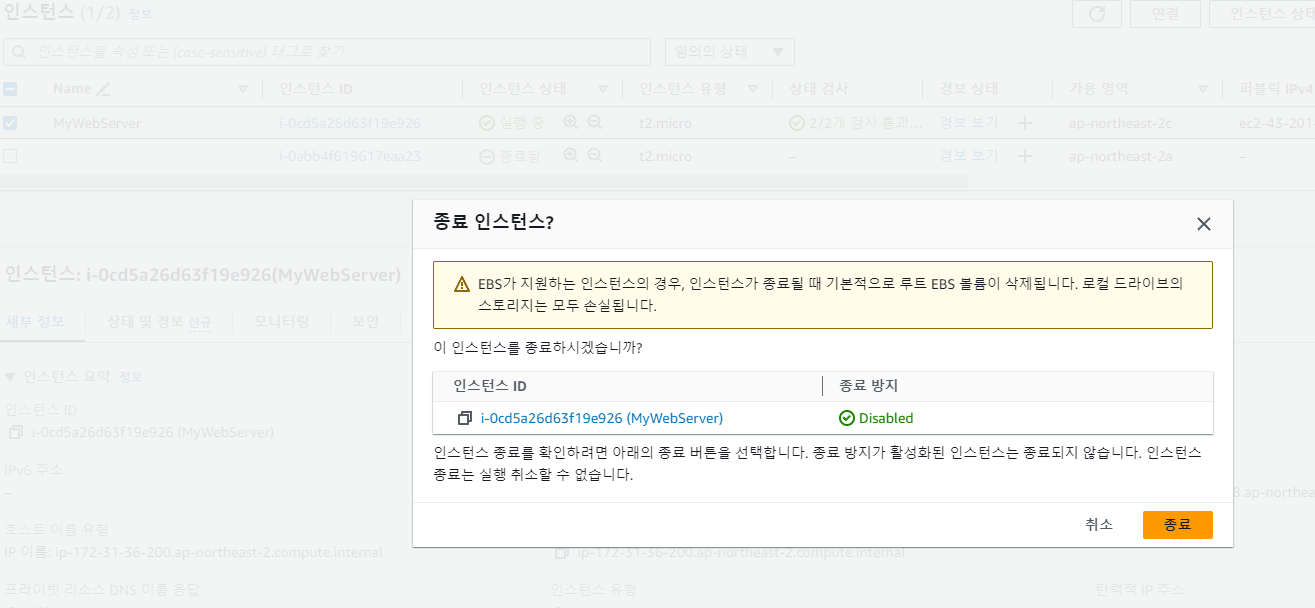 인스턴스 (1/2) 정보
연결
인스턴스 상태
인스턴스를 속성 또는 (case-sensitive) 태그로 찾기
임의의 상태
Name
인스턴스 ID
인스턴스 상태
인스턴스 유형
상태 검사
경보 상태
가용 영역
퍼블릭 IPv4
MyWebServer
i-0cd5a26d63f19e926
실행 중
t2.micro
2/2개 검사 통과...
경보 보기
ap-northeast-2c
ec2-43-201
i-0abb4f619617eaa23
종료됨
t2.micro
–
경보 보기
ap-northeast-2a
–
종료 인스턴스?
EBS가 지원하는 인스턴스의 경우, 인스턴스가 종료될 때 기본적으로 루트 EBS 볼륨이 삭제됩니다. 로컬 드라이브의
스토리지는 모두 손실됩니다.
이 인스턴스를 종료하시겠습니까?
인스턴스 ID
종료 방지
i-0cd5a26d63f19e926 (MyWebServer)
Disabled
인스턴스 종료를 확인하려면 아래의 종료 버튼을 선택합니다. 종료 방지가 활성화된 인스턴스는 종료되지 않습니다. 인스턴스
종료는 실행 취소할 수 없습니다.
취소
종료
인스턴스: i-0cd5a26d63f19e926(MyWebServer)
세부 정보
상태 및 경보 신규
모니터링
보안
인스턴스 요약 정보
인스턴스 ID
i-0cd5a26d63f19e926 (MyWebServer)
IPv6 주소
–
8.ap-northea
호스트 이름 유형
IP 이름: ip-172-31-36-200.ap-northeast-2.compute.internal
ip-172-31-36-200.ap-northeast-2.compute.internal
프라이빗 리소스 DNS 이름 응답
인스턴스 유형
탄력적 IP 주소